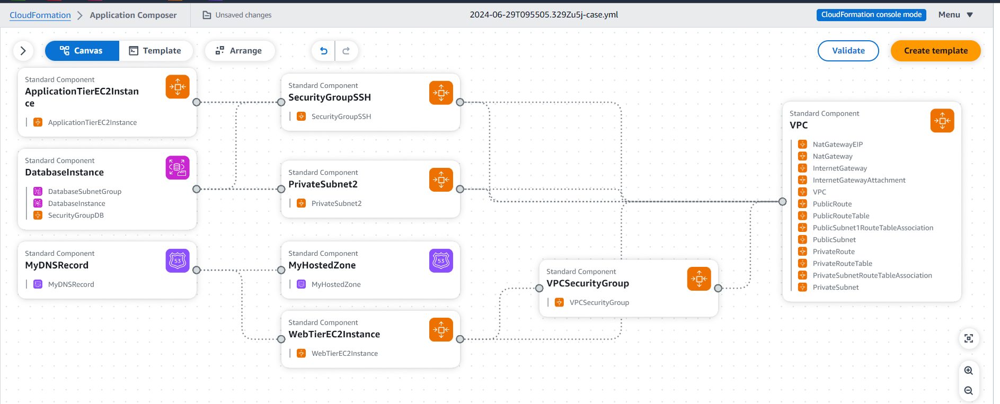 CloudFormation
Application Composer
Unsaved changes
2024-06-29T095505.329Zu5j-case.yml
CloudFormation console mode
Menu
Canvas
Template
Arrange
Validate
Create template
Standard Component
ApplicationTierEC2Instan
ce
ApplicationTierEC2Instance
Standard Component
DatabaseInstance
DatabaseSubnetGroup
DatabaseInstance
SecurityGroupDB
Standard Component
MyDNSRecord
53
MyDNSRecord
Standard Component
SecurityGroupSSH
SecurityGroupSSH
Standard Component
PrivateSubnet2
PrivateSubnet2
Standard Component
MyHostedZone
53
MyHostedZone
Standard Component
WebTierEC2Instance
WebTierEC2Instance
Standard Component
VPCSecurityGroup
VPCSecurityGroup
Standard Component
VPC
NatGatewayEIP
NatGateway
InternetGateway
InternetGatewayAttachment
VPC
PublicRoute
PublicRouteTable
PublicSubnet1RouteTableAssociation
PublicSubnet
PrivateRoute
PrivateRouteTable
PrivateSubnetRouteTableAssociation
PrivateSubnet